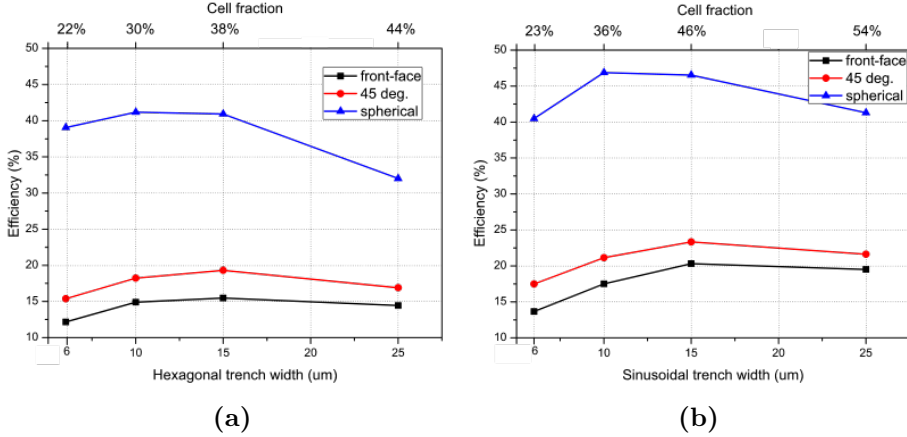 Cell fraction
22% 30% 38% 44%
50
45
40
35
30
25
20
15
10
Efficiency (%)
front-face
45 deg.
spherical
6 10 15 20 25
Hexagonal trench width (um)
(a)
Cell fraction
23% 36% 46% 54%
50
45
40
35
30
25
20
15
10
Efficiency (%)
front-face
45 deg.
spherical
6 10 15 20 25
Sinusoidal trench width (um)
(b)